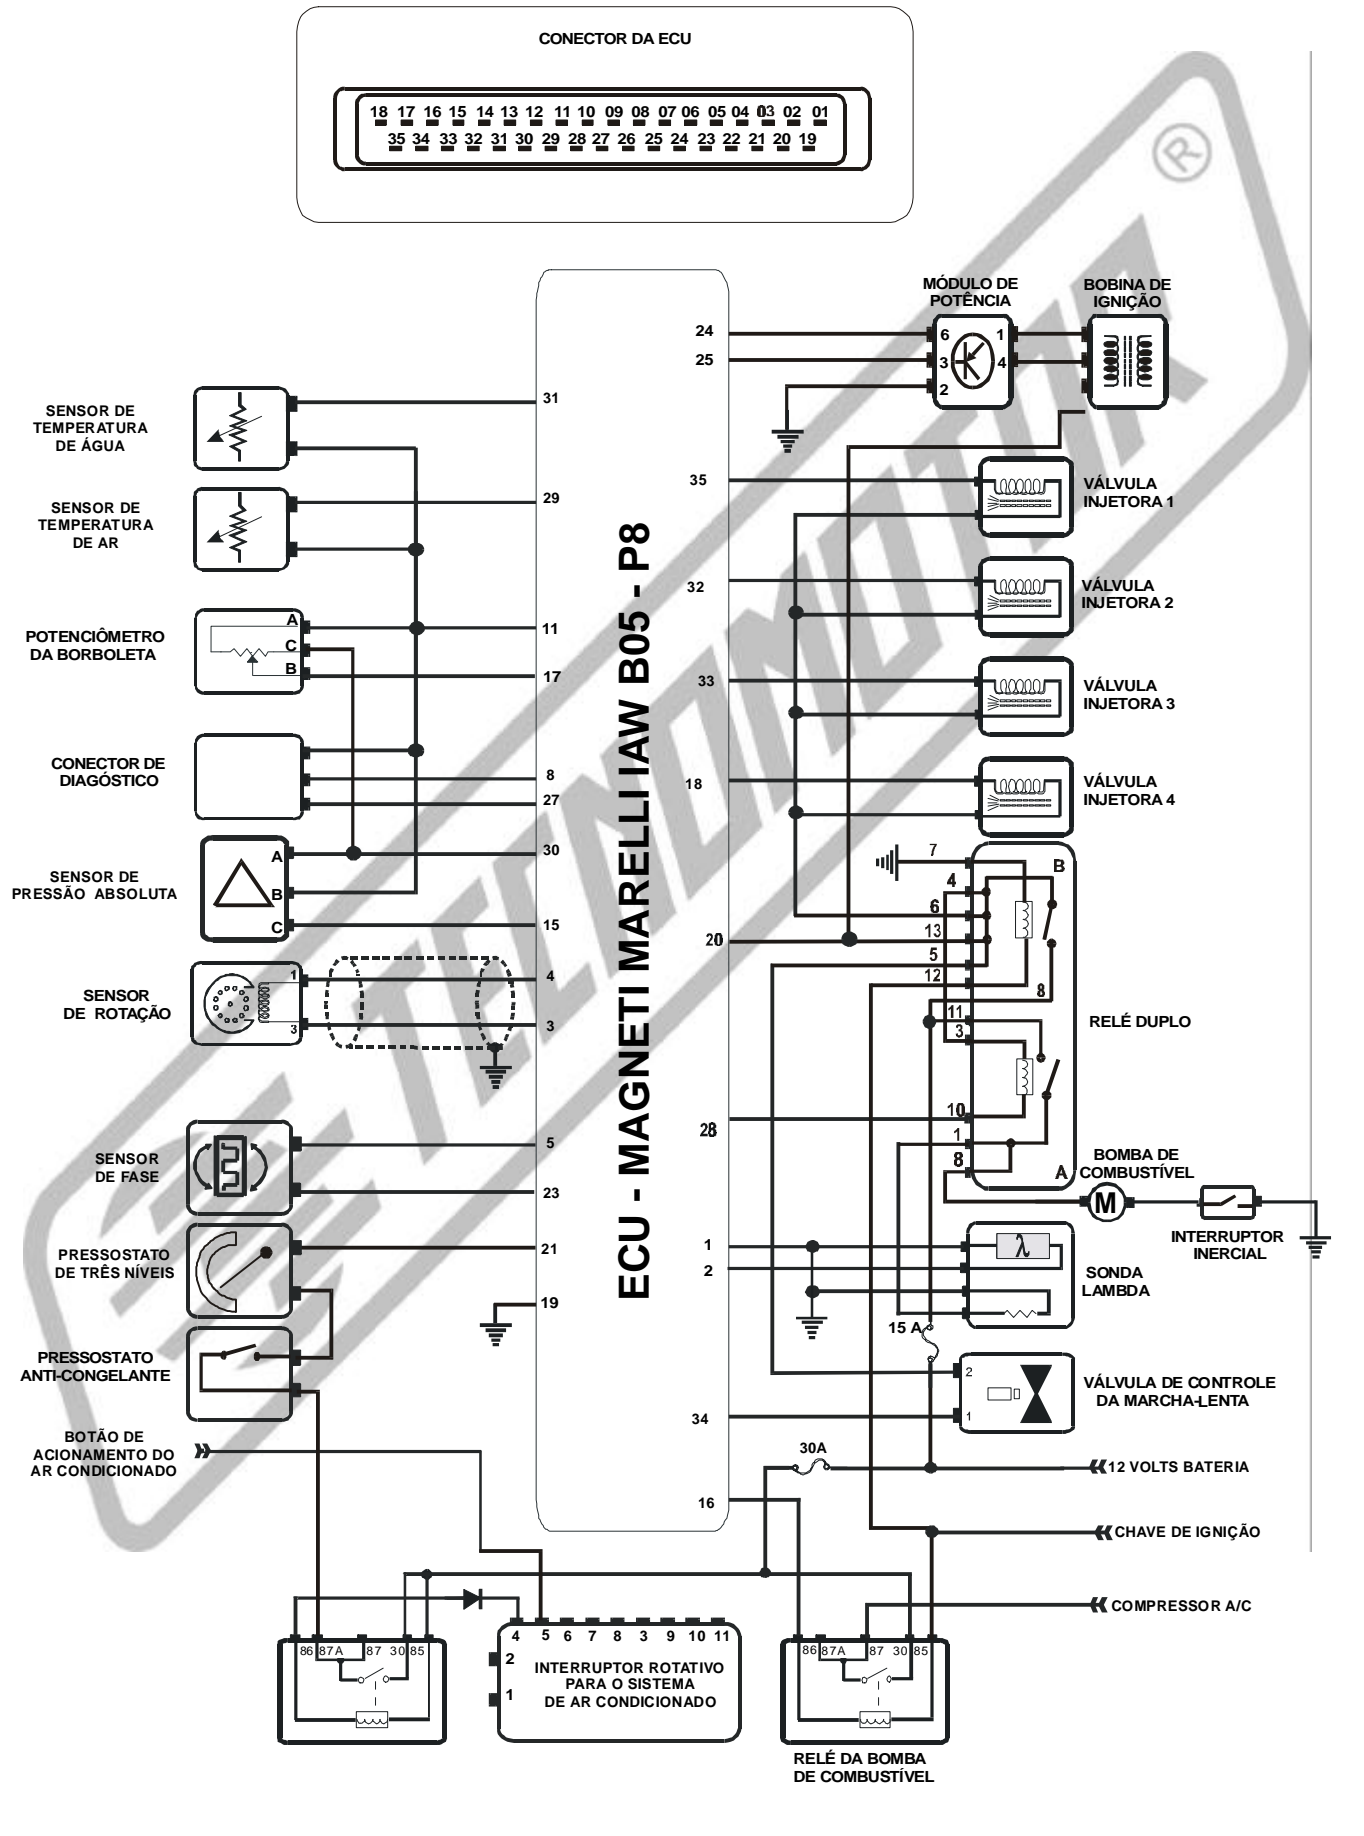 CONECTOR DA ECU
18 17 16 15 14 13 12 11 10 09 08 07 06 05 04 03 02 01
35 34 33 32 31 30 29 28 27 26 25 24 23 22 21 20 19
®
TECNOMOTOR
ECU - MAGNETI MARELLI IAW B05 - P8
SENSOR DE
TEMPERATURA
DE ÁGUA
31
SENSOR DE
TEMPERATURA
DE AR
29
POTENCIÔMETRO
DA BORBOLETA
A
C
B
11
17
CONECTOR DE
DIAGÓSTICO
8
27
SENSOR DE
PRESSÃO ABSOLUTA
A
B
C
30
15
SENSOR
DE ROTAÇÃO
1
3
4
3
SENSOR
DE FASE
5
23
PRESSOSTATO
DE TRÊS NÍVEIS
21
19
PRESSOSTATO
ANTI-CONGELANTE
BOTÃO DE
ACIONAMENTO DO
AR CONDICIONADO
MÓDULO DE
POTÊNCIA
BOBINA DE
IGNIÇÃO
24
25
6 1
3 4
2
35
VÁLVULA
INJETORA 1
32
VÁLVULA
INJETORA 2
33
VÁLVULA
INJETORA 3
18
VÁLVULA
INJETORA 4
7
B
4
6
20
13
5
12
8
11
3
RELÉ DUPLO
28
10
1
8
A
BOMBA DE
COMBUSTÍVEL
M
INTERRUPTOR
INERCIAL
1
2
λ
SONDA
LAMBDA
15 A
2
1
VÁLVULA DE CONTROLE
DA MARCHA-LENTA
34
30A
12 VOLTS BATERIA
16
CHAVE DE IGNIÇÃO
COMPRESSOR A/C
86 87A 87 30 85
4 5 6 7 8 3 9 10 11
2
1
INTERRUPTOR ROTATIVO
PARA O SISTEMA
DE AR CONDICIONADO
86 87A 87 30 85
RELÉ DA BOMBA
DE COMBUSTÍVEL